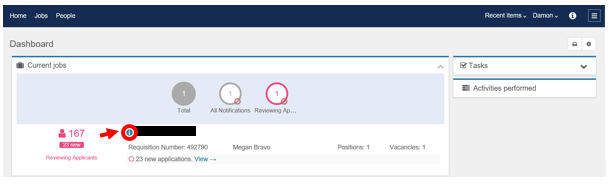 Home Jobs People Recent items Damon
Dashboard
Current jobs
1 1 1
Total All Notifications Reviewing Ap...
167
23 new
Reviewing Applicants
Requisition Number: 492790 Megan Bravo Positions: 1 Vacancies: 1
23 new applications. View →
Tasks
Activities performed